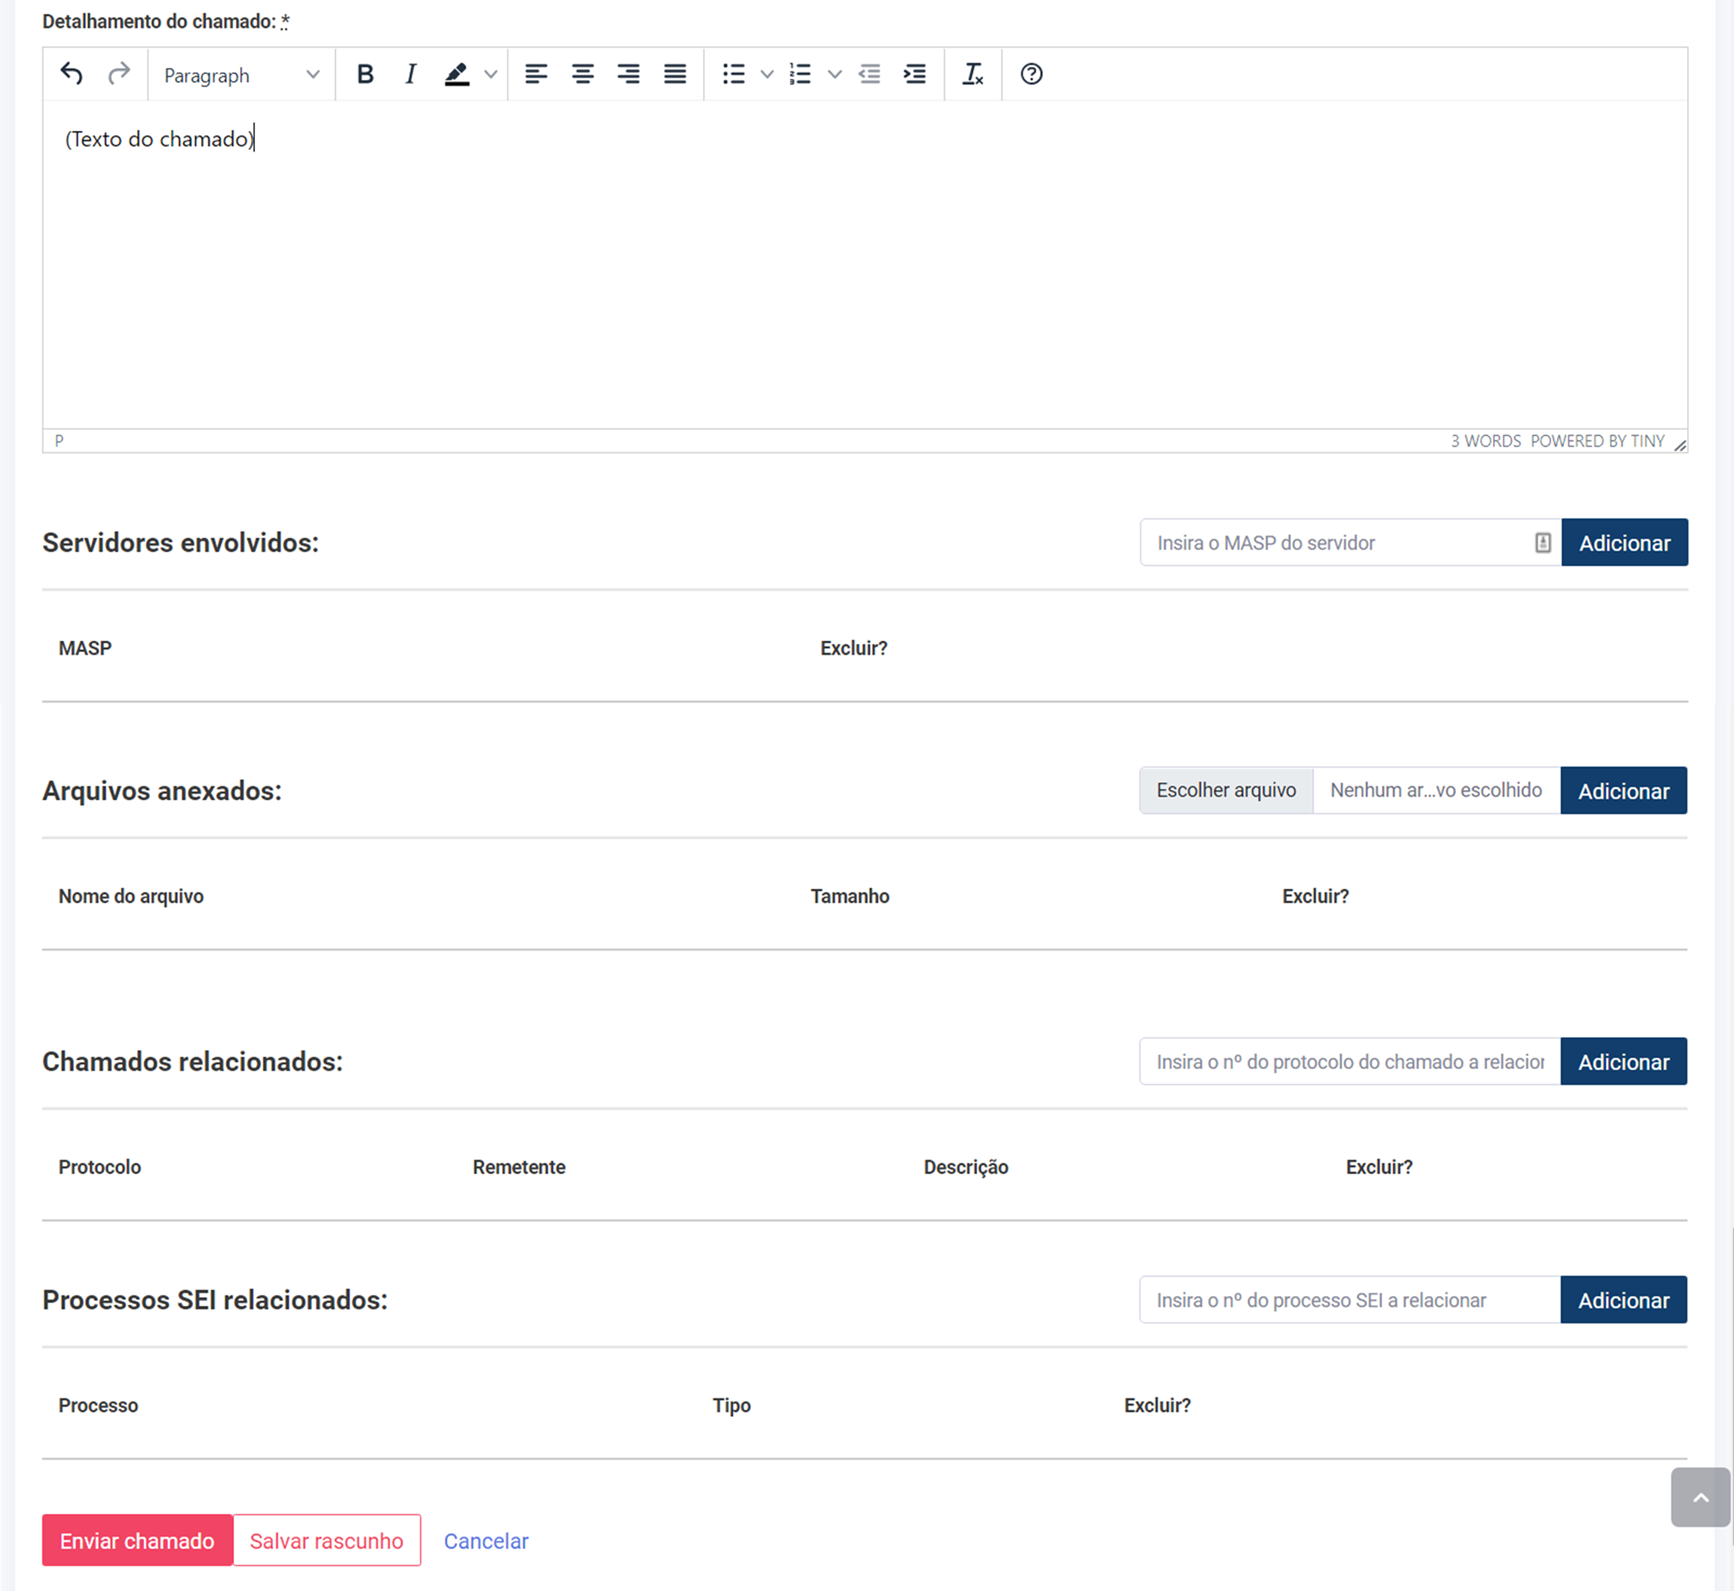 Detalhamento do chamado: *
Paragraph
(Texto do chamado)
P
3 WORDS POWERED BY TINY
Servidores envolvidos:
Insira o MASP do servidor
Adicionar
MASP
Excluir?
Arquivos anexados:
Escolher arquivo
Nenhum ar...vo escolhido
Adicionar
Nome do arquivo
Tamanho
Excluir?
Chamados relacionados:
Insira o nº do protocolo do chamado a relacior
Adicionar
Protocolo
Remetente
Descrição
Excluir?
Processos SEI relacionados:
Insira o nº do processo SEI a relacionar
Adicionar
Processo
Tipo
Excluir?
Enviar chamado
Salvar rascunho
Cancelar